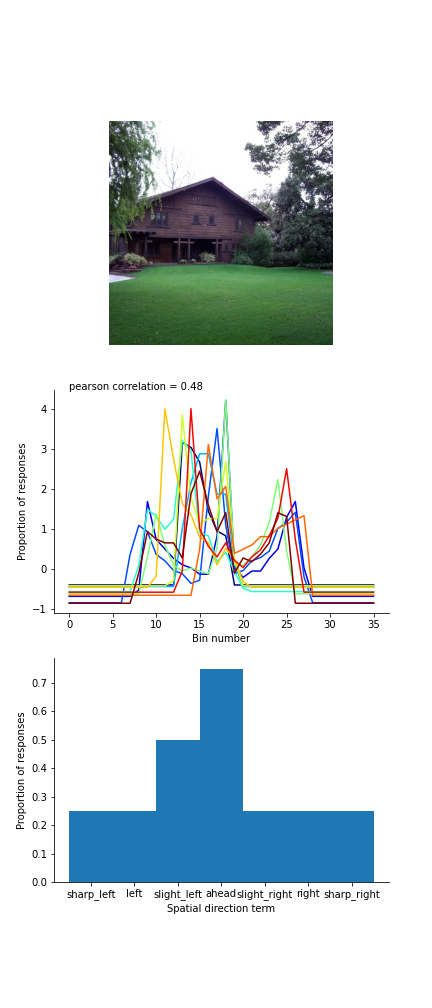 pearson correlation = 0.48
Proportion of responses
4
3
2
1
0
−1
0 5 10 15 20 25 30 35
Bin number
Proportion of responses
0.7
0.6
0.5
0.4
0.3
0.2
0.1
0.0
sharp_left left slight_left ahead slight_right right sharp_right
Spatial direction term